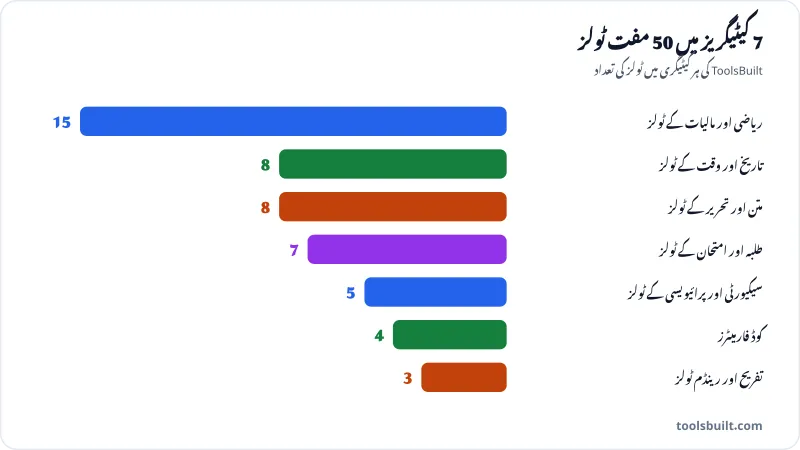 7 کیٹیگریز میں 50 مفت ٹولز
ToolsBuilt کی ہر کیٹیگری میں ٹولز کی تعداد
ریاضی اور مالیات کے ٹولز 15
تاریخ اور وقت کے ٹولز 8
متن اور تحریر کے ٹولز 8
طلبہ اور امتحان کے ٹولز 7
سیکیورٹی اور پرائیویسی کے ٹولز 5
کوڈ فارمیٹرز 4
تفریح اور رینڈم ٹولز 3
toolsbuilt.com